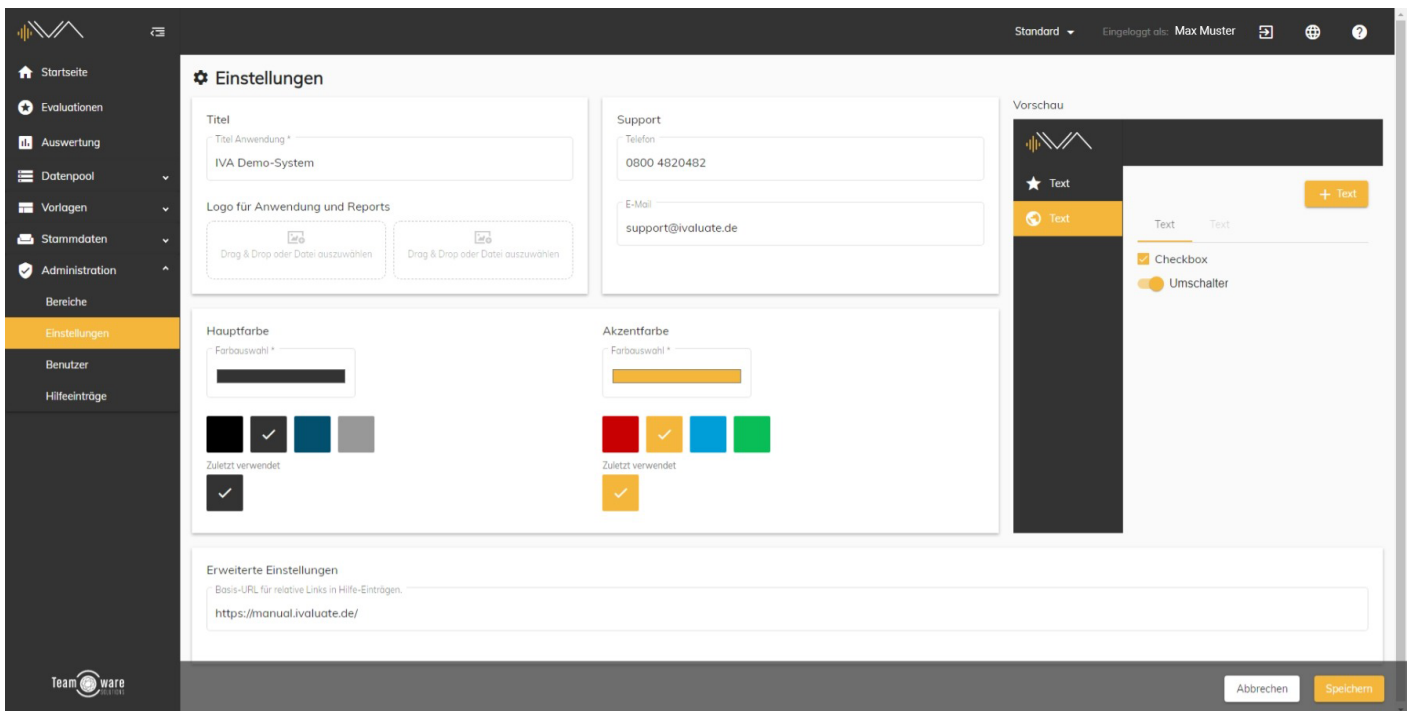 IVA
Standard
Eingeloggt als: Max Muster
Startseite
Evaluationen
Auswertung
Datenpool
Vorlagen
Stammdaten
Administration
Bereiche
Einstellungen
Benutzer
Hilfeeinträge
Teamware
SOLUTIONS
Einstellungen
Titel
Titel Anwendung *
IVA Demo-System
Logo für Anwendung und Reports
Drag & Drop oder Datei auszuwählen
Drag & Drop oder Datei auszuwählen
Support
Telefon
0800 4820482
E-Mail
support@ivaluate.de
Vorschau
IVA
Text
Text
+ Text
Text Text
Checkbox
Umschalter
Hauptfarbe
Farbauswahl *
Zuletzt verwendet
Akzentfarbe
Farbauswahl *
Zuletzt verwendet
Erweiterte Einstellungen
Basis-URL für relative Links in Hilfe-Einträgen.
https://manual.ivaluate.de/
Abbrechen
Speichern